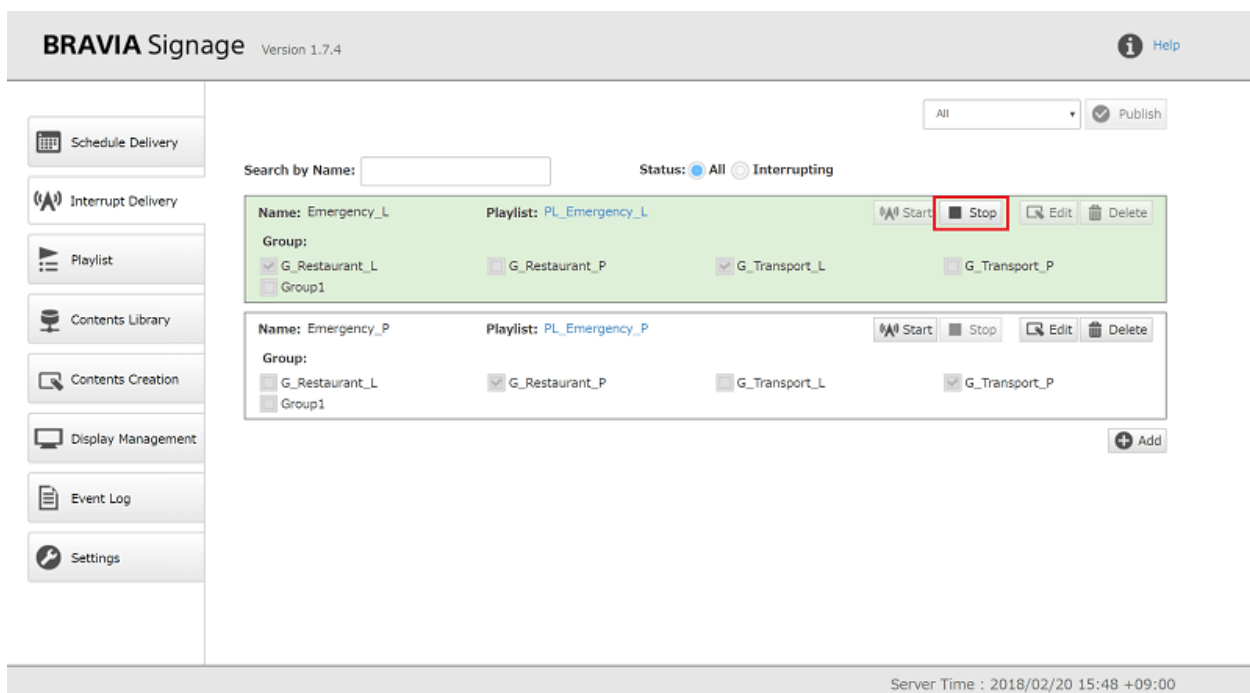 BRAVIA Signage Version 1.7.4
Help
All
Publish
Schedule Delivery
Interrupt Delivery
Playlist
Contents Library
Contents Creation
Display Management
Event Log
Settings
Search by Name:
Status: All Interrupting
Name: Emergency_L Playlist: PL_Emergency_L Start Stop Edit Delete
Group:
G_Restaurant_L G_Restaurant_P G_Transport_L G_Transport_P
Group1
Name: Emergency_P Playlist: PL_Emergency_P Start Stop Edit Delete
Group:
G_Restaurant_L G_Restaurant_P G_Transport_L G_Transport_P
Group1
Add
Server Time : 2018/02/20 15:48 +09:00